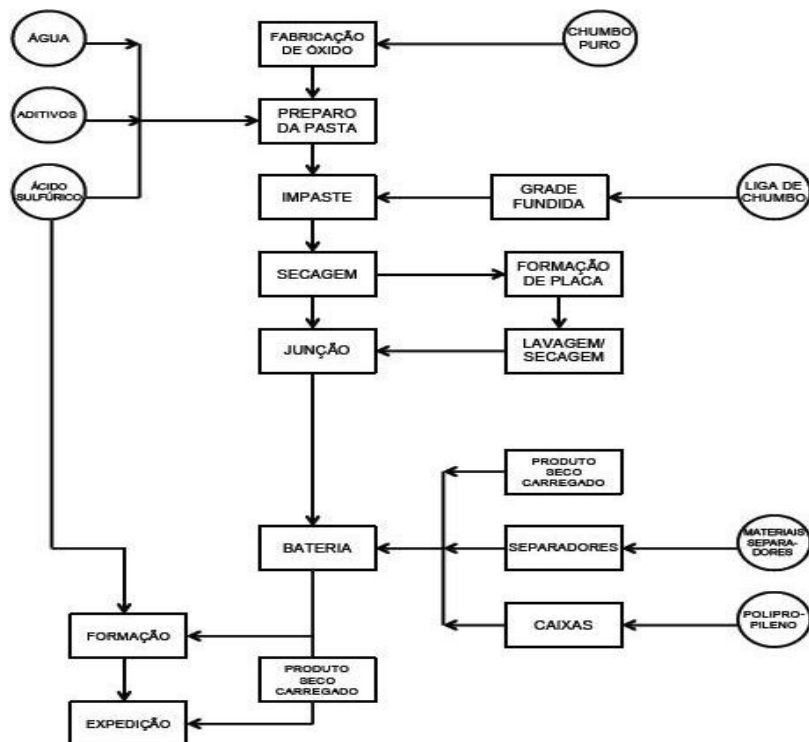 ÁGUA
FABRICAÇÃO
DE ÓXIDO
CHUMBO
PURO
ADITIVOS
PREPARO
DA PASTA
ÁCIDO
SULFÚRICO
IMPASTE
GRADE
FUNDIDA
LIGA DE
CHUMBO
SECAGEM
FORMAÇÃO
DE PLACA
JUNÇÃO
LAVAGEM/
SECAGEM
PRODUTO
SECO
CARREGADO
BATERIA
SEPARADORES
MATERIAIS
SEPARA-
DORES
CAIXAS
POLIPRO-
PILENO
FORMAÇÃO
PRODUTO
SECO
CARREGADO
EXPEDIÇÃO